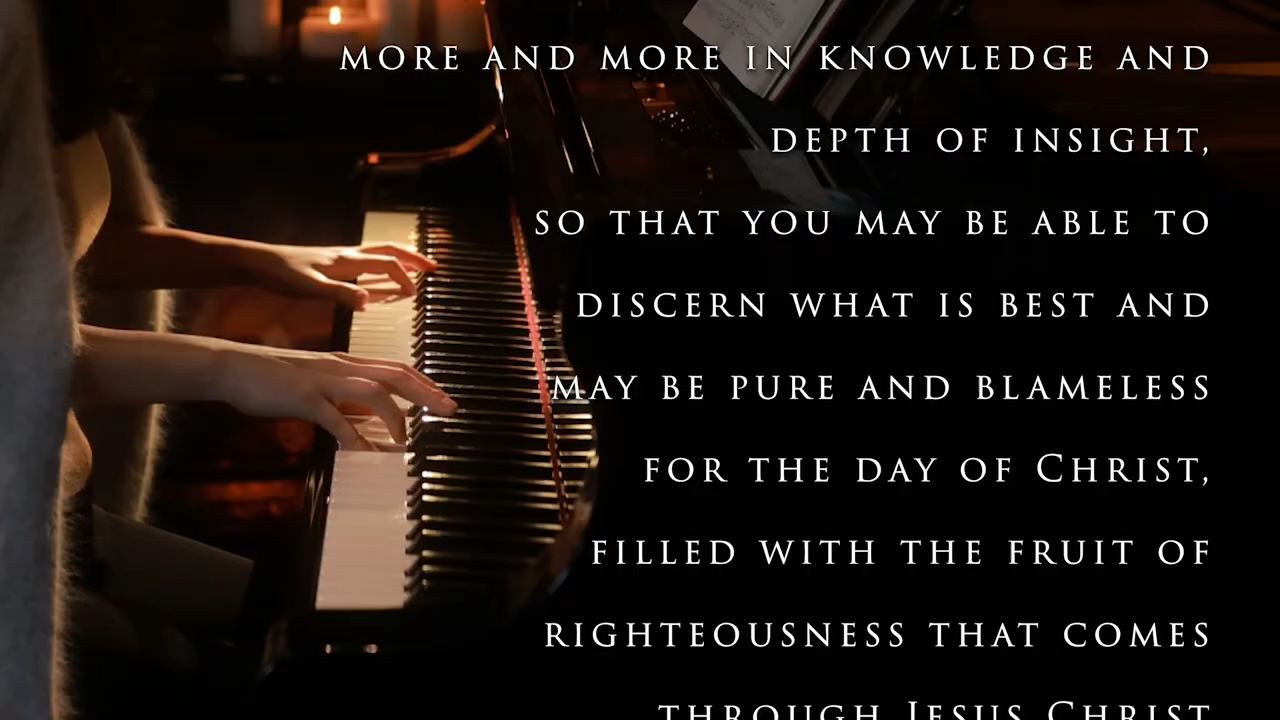 MORE AND MORE IN KNOWLEDGE AND
DEPTH OF INSIGHT,
SO THAT YOU MAY BE ABLE TO
DISCERN WHAT IS BEST AND
MAY BE PURE AND BLAMELESS
FOR THE DAY OF CHRIST,
FILLED WITH THE FRUIT OF
RIGHTEOUSNESS THAT COMES
THROUGH JESUS CHRIST